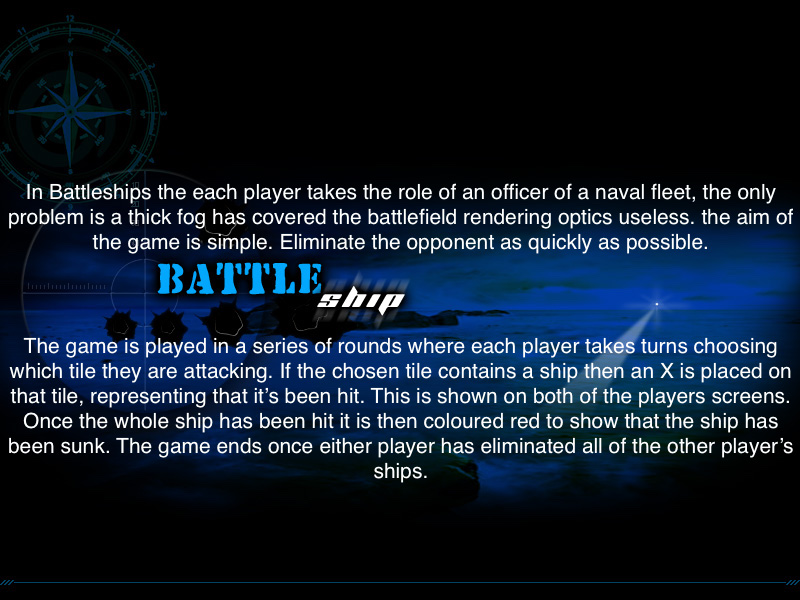 In Battleships the each player takes the role of an officer of a naval fleet, the only
problem is a thick fog has covered the battlefield rendering optics useless. the aim of
the game is simple. Eliminate the opponent as quickly as possible.
BATTLE
ship
The game is played in a series of rounds where each player takes turns choosing
which tile they are attacking. If the chosen tile contains a ship then an X is placed on
that tile, representing that it’s been hit. This is shown on both of the players screens.
Once the whole ship has been hit it is then coloured red to show that the ship has
been sunk. The game ends once either player has eliminated all of the other player’s
ships.